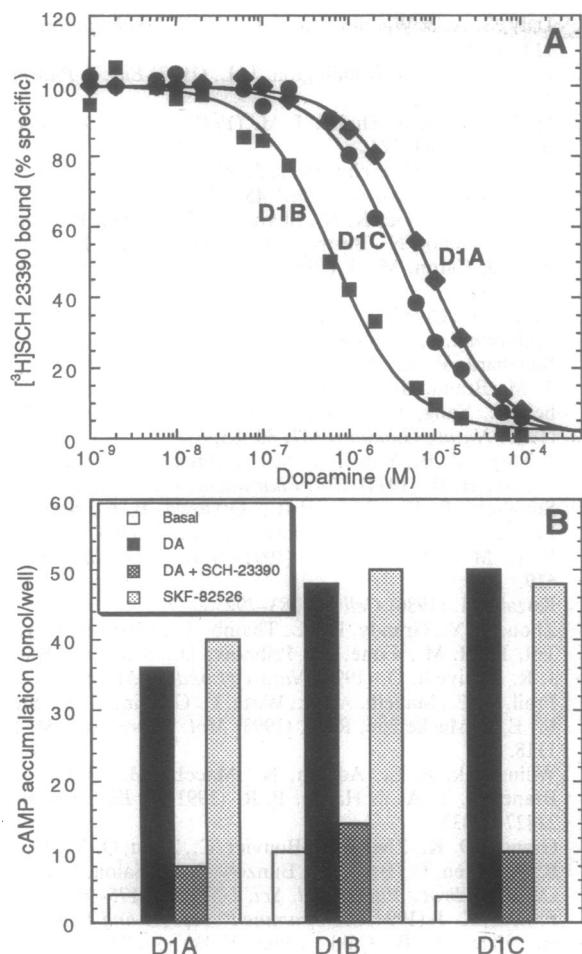 A
120
100
80
60
40
20
0
[³H]SCH 23390 bound (% specific)
D1B
D1C
D1A
10⁻⁹ 10⁻⁸ 10⁻⁷ 10⁻⁶ 10⁻⁵ 10⁻⁴
Dopamine (M)
B
60
50
40
30
20
10
0
cAMP accumulation (pmol/well)
Basal
DA
DA + SCH-23390
SKF-82526
D1A D1B D1C